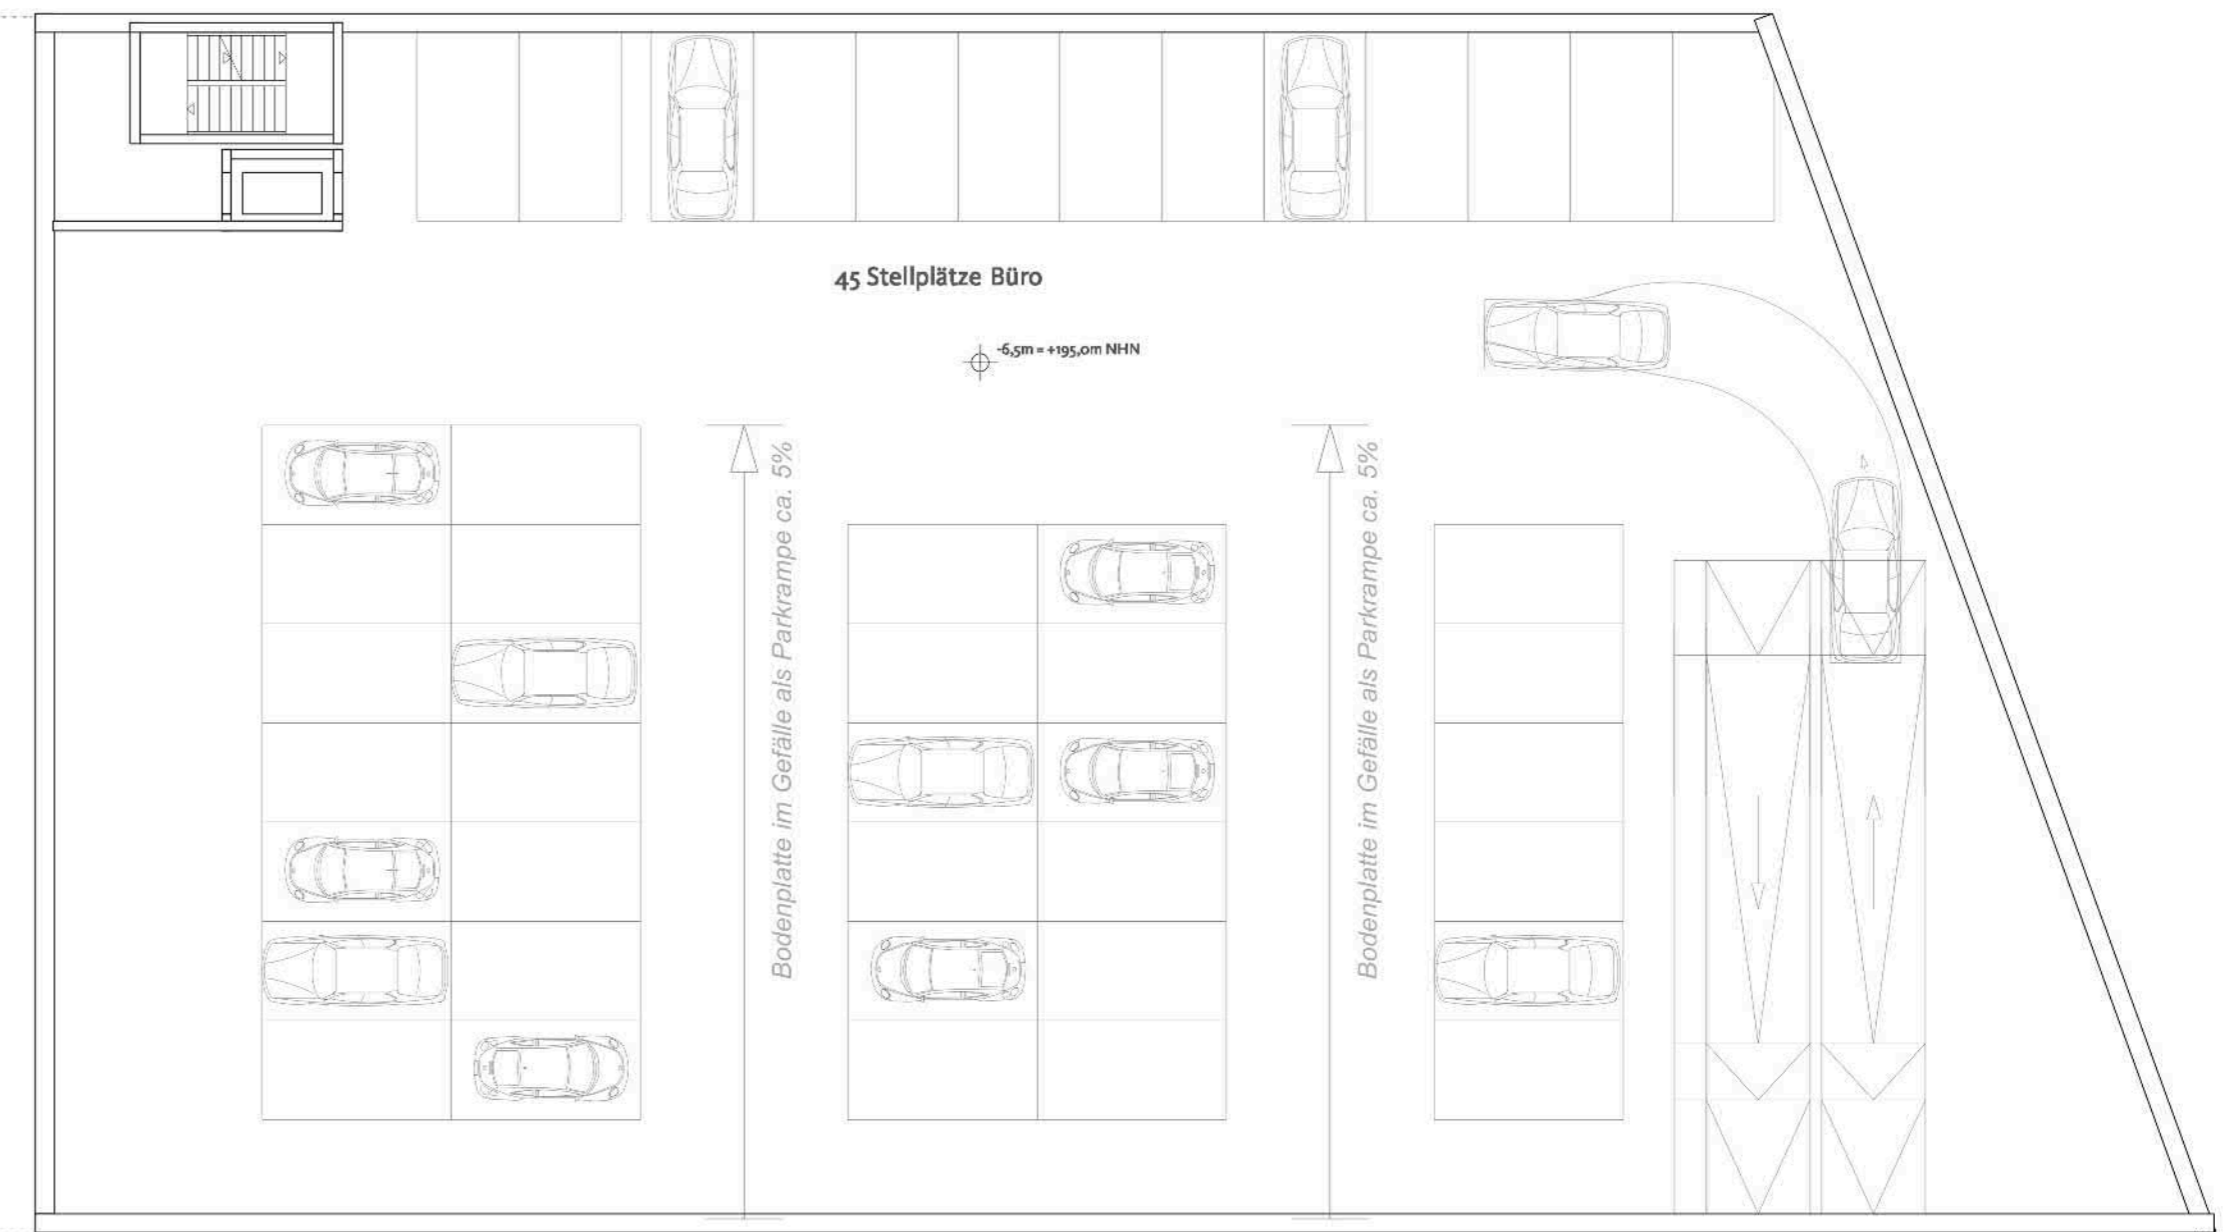 45 Stellplätze Büro
-6,5m = +195,0m NHN
Bodenplatte im Gefälle als Parkrampe ca. 5%
Bodenplatte im Gefälle als Parkrampe ca. 5%